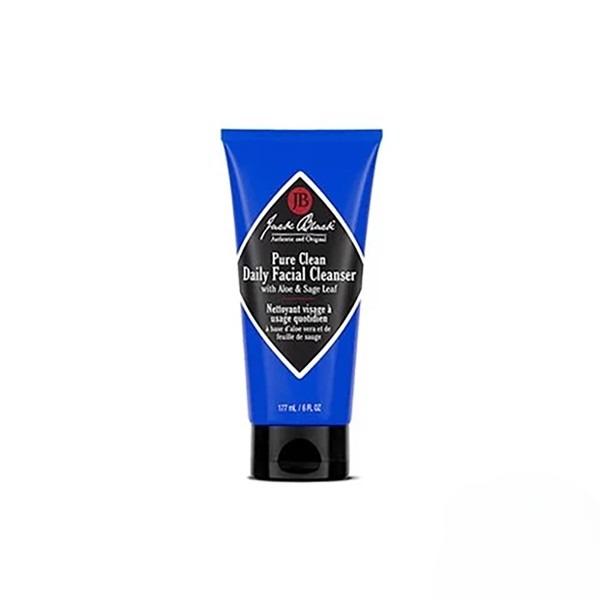 JB
Jack Black
Authentic and Original
Pure Clean
Daily Facial Cleanser
with Aloe & Sage Leaf
Nettoyant visage à
usage quotidien
à base d'aloe vera et de
feuille de sauge
177 mL / 6 FL OZ